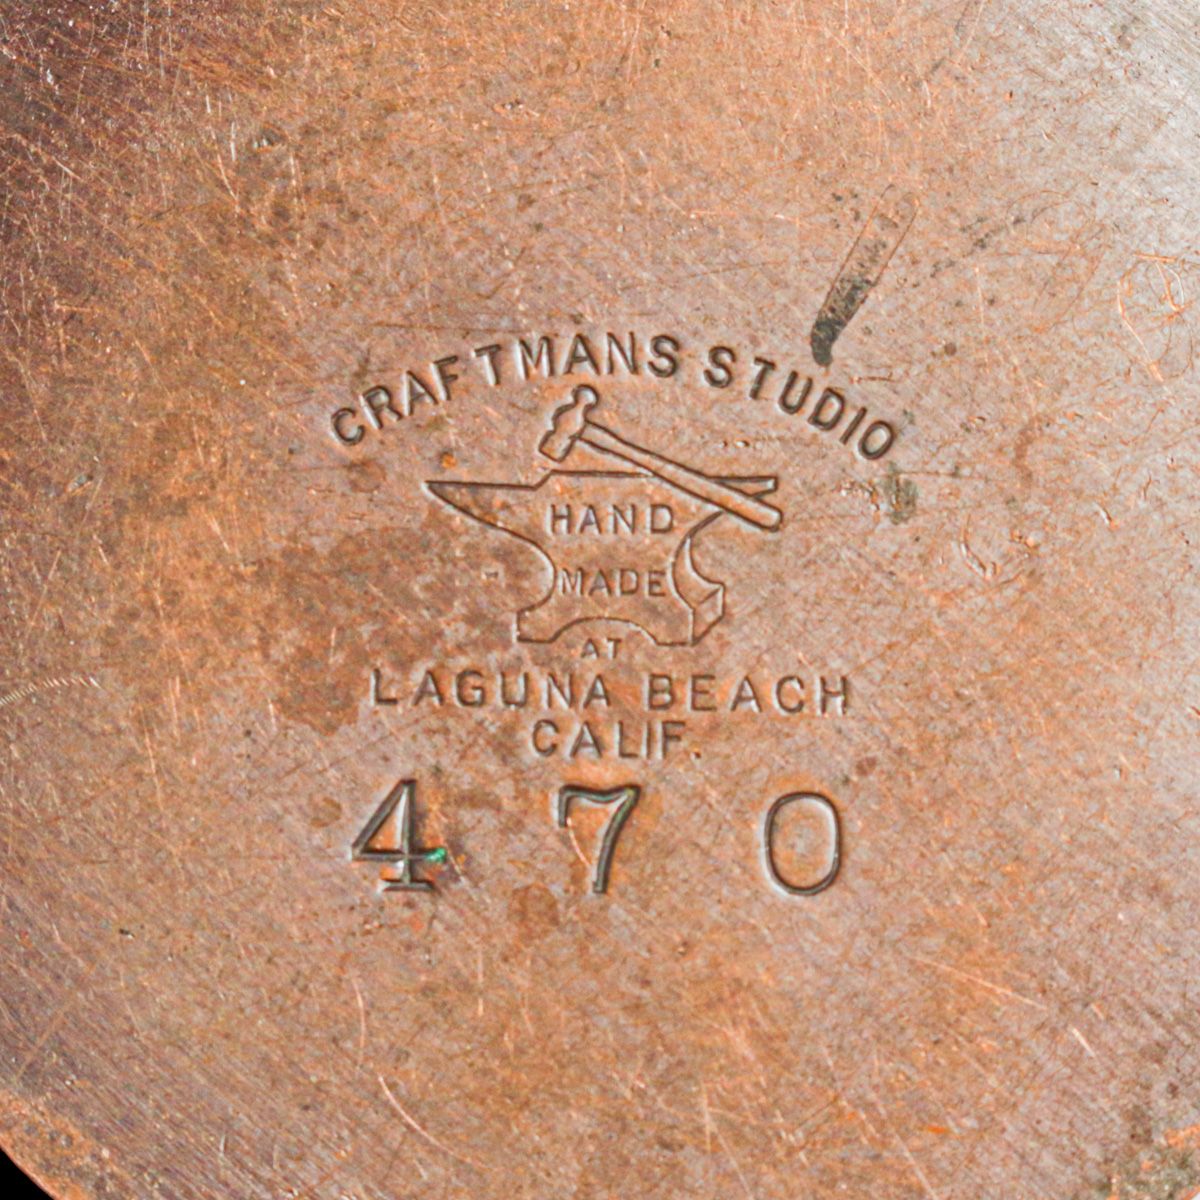 CRAFTMANS STUDIO
HAND
MADE
AT
LAGUNA BEACH
CALIF.
470